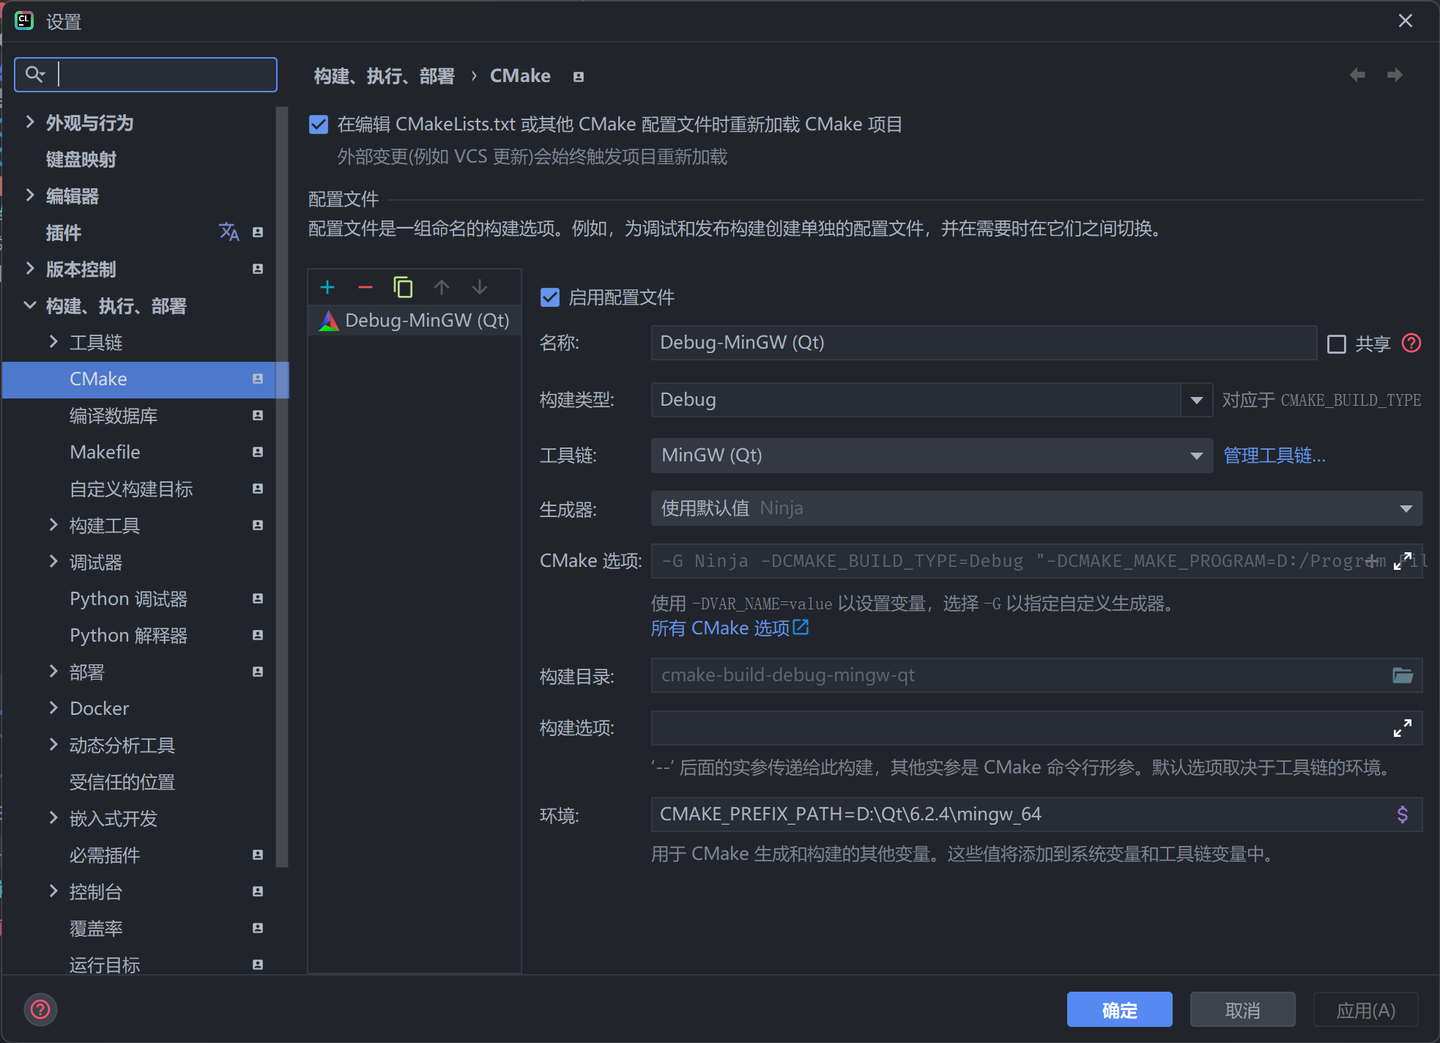 设置
构建、执行、部署 › CMake
外观与行为
键盘映射
编辑器
插件
版本控制
构建、执行、部署
工具链
CMake
编译数据库
Makefile
自定义构建目标
构建工具
调试器
Python 调试器
Python 解释器
部署
Docker
动态分析工具
受信任的位置
嵌入式开发
必需插件
控制台
覆盖率
运行目标
在编辑 CMakeLists.txt 或其他 CMake 配置文件时重新加载 CMake 项目
外部变更(例如 VCS 更新)会始终触发项目重新加载
配置文件
配置文件是一组命名的构建选项。例如，为调试和发布构建创建单独的配置文件，并在需要时在它们之间切换。
Debug-MinGW (Qt)
启用配置文件
名称: Debug-MinGW (Qt) 共享
构建类型: Debug 对应于 CMAKE_BUILD_TYPE
工具链: MinGW (Qt) 管理工具链...
生成器: 使用默认值 Ninja
CMake 选项: -G Ninja -DCMAKE_BUILD_TYPE=Debug "-DCMAKE_MAKE_PROGRAM=D:/Program Fil
使用 -DVAR_NAME=value 以设置变量，选择 -G 以指定自定义生成器。
所有 CMake 选项
构建目录: cmake-build-debug-mingw-qt
构建选项:
‘--’ 后面的实参传递给此构建，其他实参是 CMake 命令行形参。默认选项取决于工具链的环境。
环境: CMAKE_PREFIX_PATH=D:\Qt\6.2.4\mingw_64
用于 CMake 生成和构建的其他变量。这些值将添加到系统变量和工具链变量中。
确定
取消
应用(A)